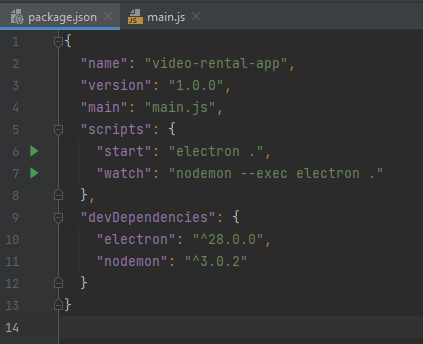 package.json main.js
1 {
2 "name": "video-rental-app",
3 "version": "1.0.0",
4 "main": "main.js",
5 "scripts": {
6 "start": "electron .",
7 "watch": "nodemon --exec electron ."
8 },
9 "devDependencies": {
10 "electron": "^28.0.0",
11 "nodemon": "^3.0.2"
12 }
13 }
14